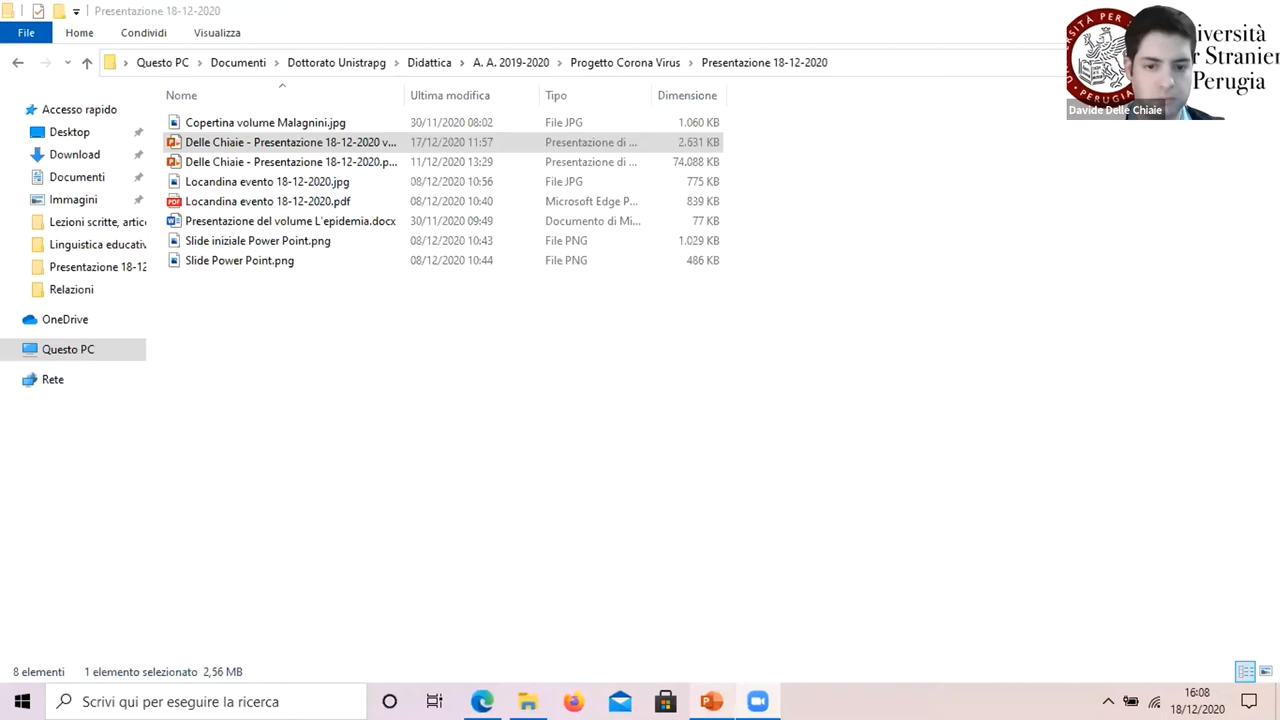 Presentazione 18-12-2020
File Home Condividi Visualizza
Questo PC Documenti Dottorato Unistrapg Didattica A. A. 2019-2020 Progetto Corona Virus Presentazione 18-12-2020
Nome Ultima modifica Tipo Dimensione
Copertina volume Malagnini.jpg 17/12/2020 08:02 File JPG 1.060 KB
Delle Chiaie - Presentazione 18-12-2020 v... 17/12/2020 11:57 Presentazione di ... 2.631 KB
Delle Chiaie - Presentazione 18-12-2020.p... 11/12/2020 13:29 Presentazione di ... 74.088 KB
Locandina evento 18-12-2020.jpg 08/12/2020 10:56 File JPG 775 KB
Locandina evento 18-12-2020.pdf 08/12/2020 10:40 Microsoft Edge P... 839 KB
Presentazione del volume L'epidemia.docx 30/11/2020 09:49 Documento di Mi... 77 KB
Slide iniziale Power Point.png 08/12/2020 10:43 File PNG 1.029 KB
Slide Power Point.png 08/12/2020 10:44 File PNG 486 KB
Accesso rapido
Desktop
Download
Documenti
Immagini
Lezioni scritte, artic
Linguistica educativ
Presentazione 18-12
Relazioni
OneDrive
Questo PC
Rete
iversità
r Stranier
Perugia
Davide Delle Chiaie
8 elementi 1 elemento selezionato 2,56 MB
Scrivi qui per eseguire la ricerca
16:08
18/12/2020